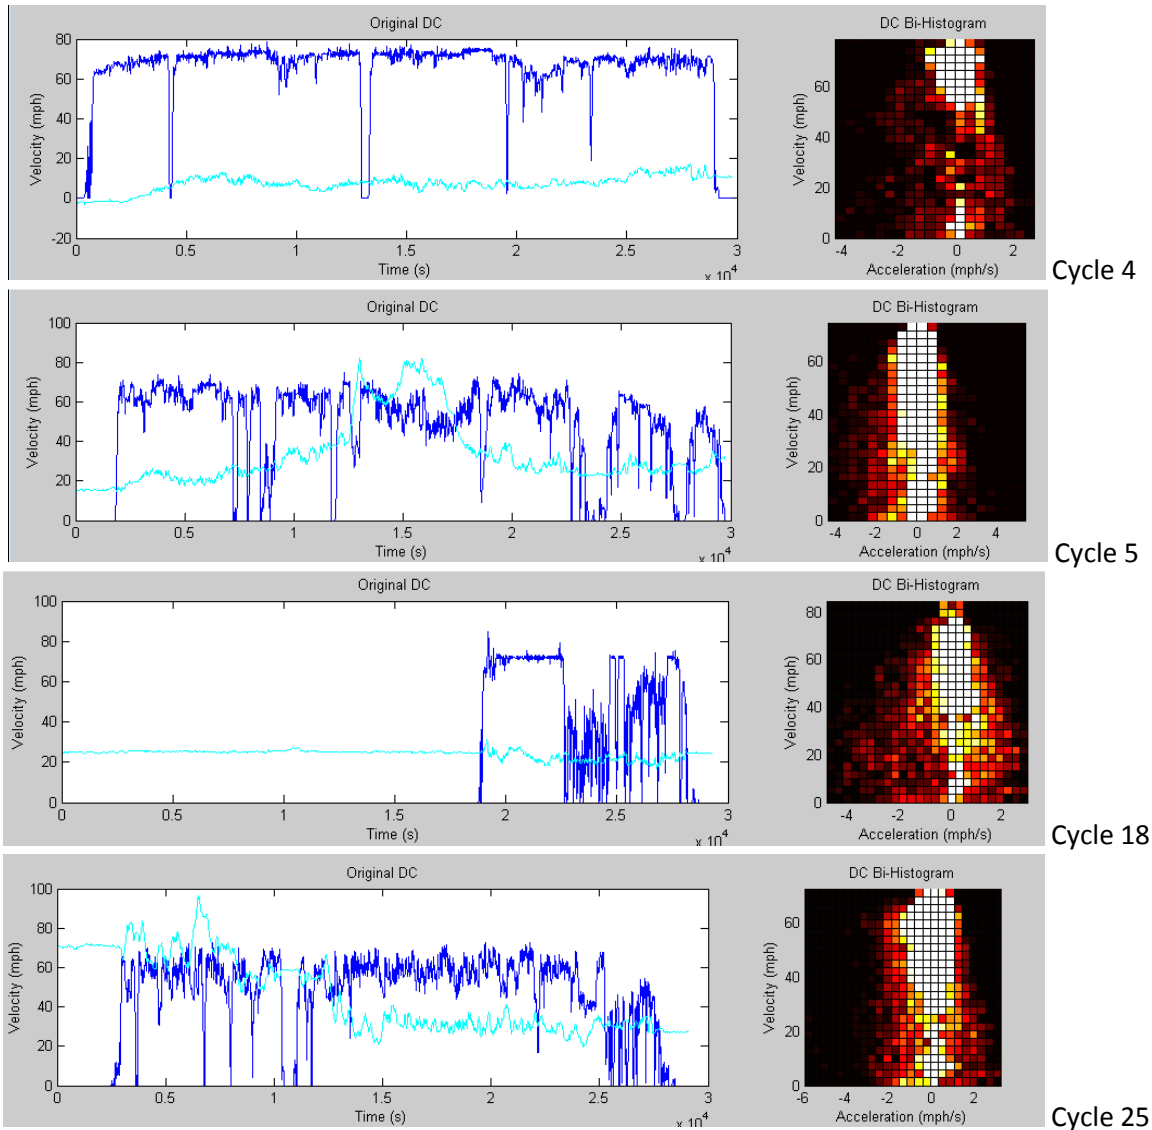 Original DC
DC Bi-Histogram
Velocity (mph)
80
60
40
20
0
-20
0 0.5 1 1.5 2 2.5 3
Time (s)
x 10^4
Velocity (mph)
60
40
20
0
-4 -2 0 2
Acceleration (mph/s)
Cycle 4
Original DC
DC Bi-Histogram
Velocity (mph)
100
80
60
40
20
0
0 0.5 1 1.5 2 2.5 3
Time (s)
x 10^4
Velocity (mph)
60
40
20
0
-4 -2 0 2 4
Acceleration (mph/s)
Cycle 5
Original DC
DC Bi-Histogram
Velocity (mph)
100
80
60
40
20
0
0 0.5 1 1.5 2 2.5 3
Time (s)
x 10^4
Velocity (mph)
80
60
40
20
0
-4 -2 0 2
Acceleration (mph/s)
Cycle 18
Original DC
DC Bi-Histogram
Velocity (mph)
100
80
60
40
20
0
0 0.5 1 1.5 2 2.5 3
Time (s)
x 10^4
Velocity (mph)
60
40
20
0
-6 -4 -2 0 2
Acceleration (mph/s)
Cycle 25